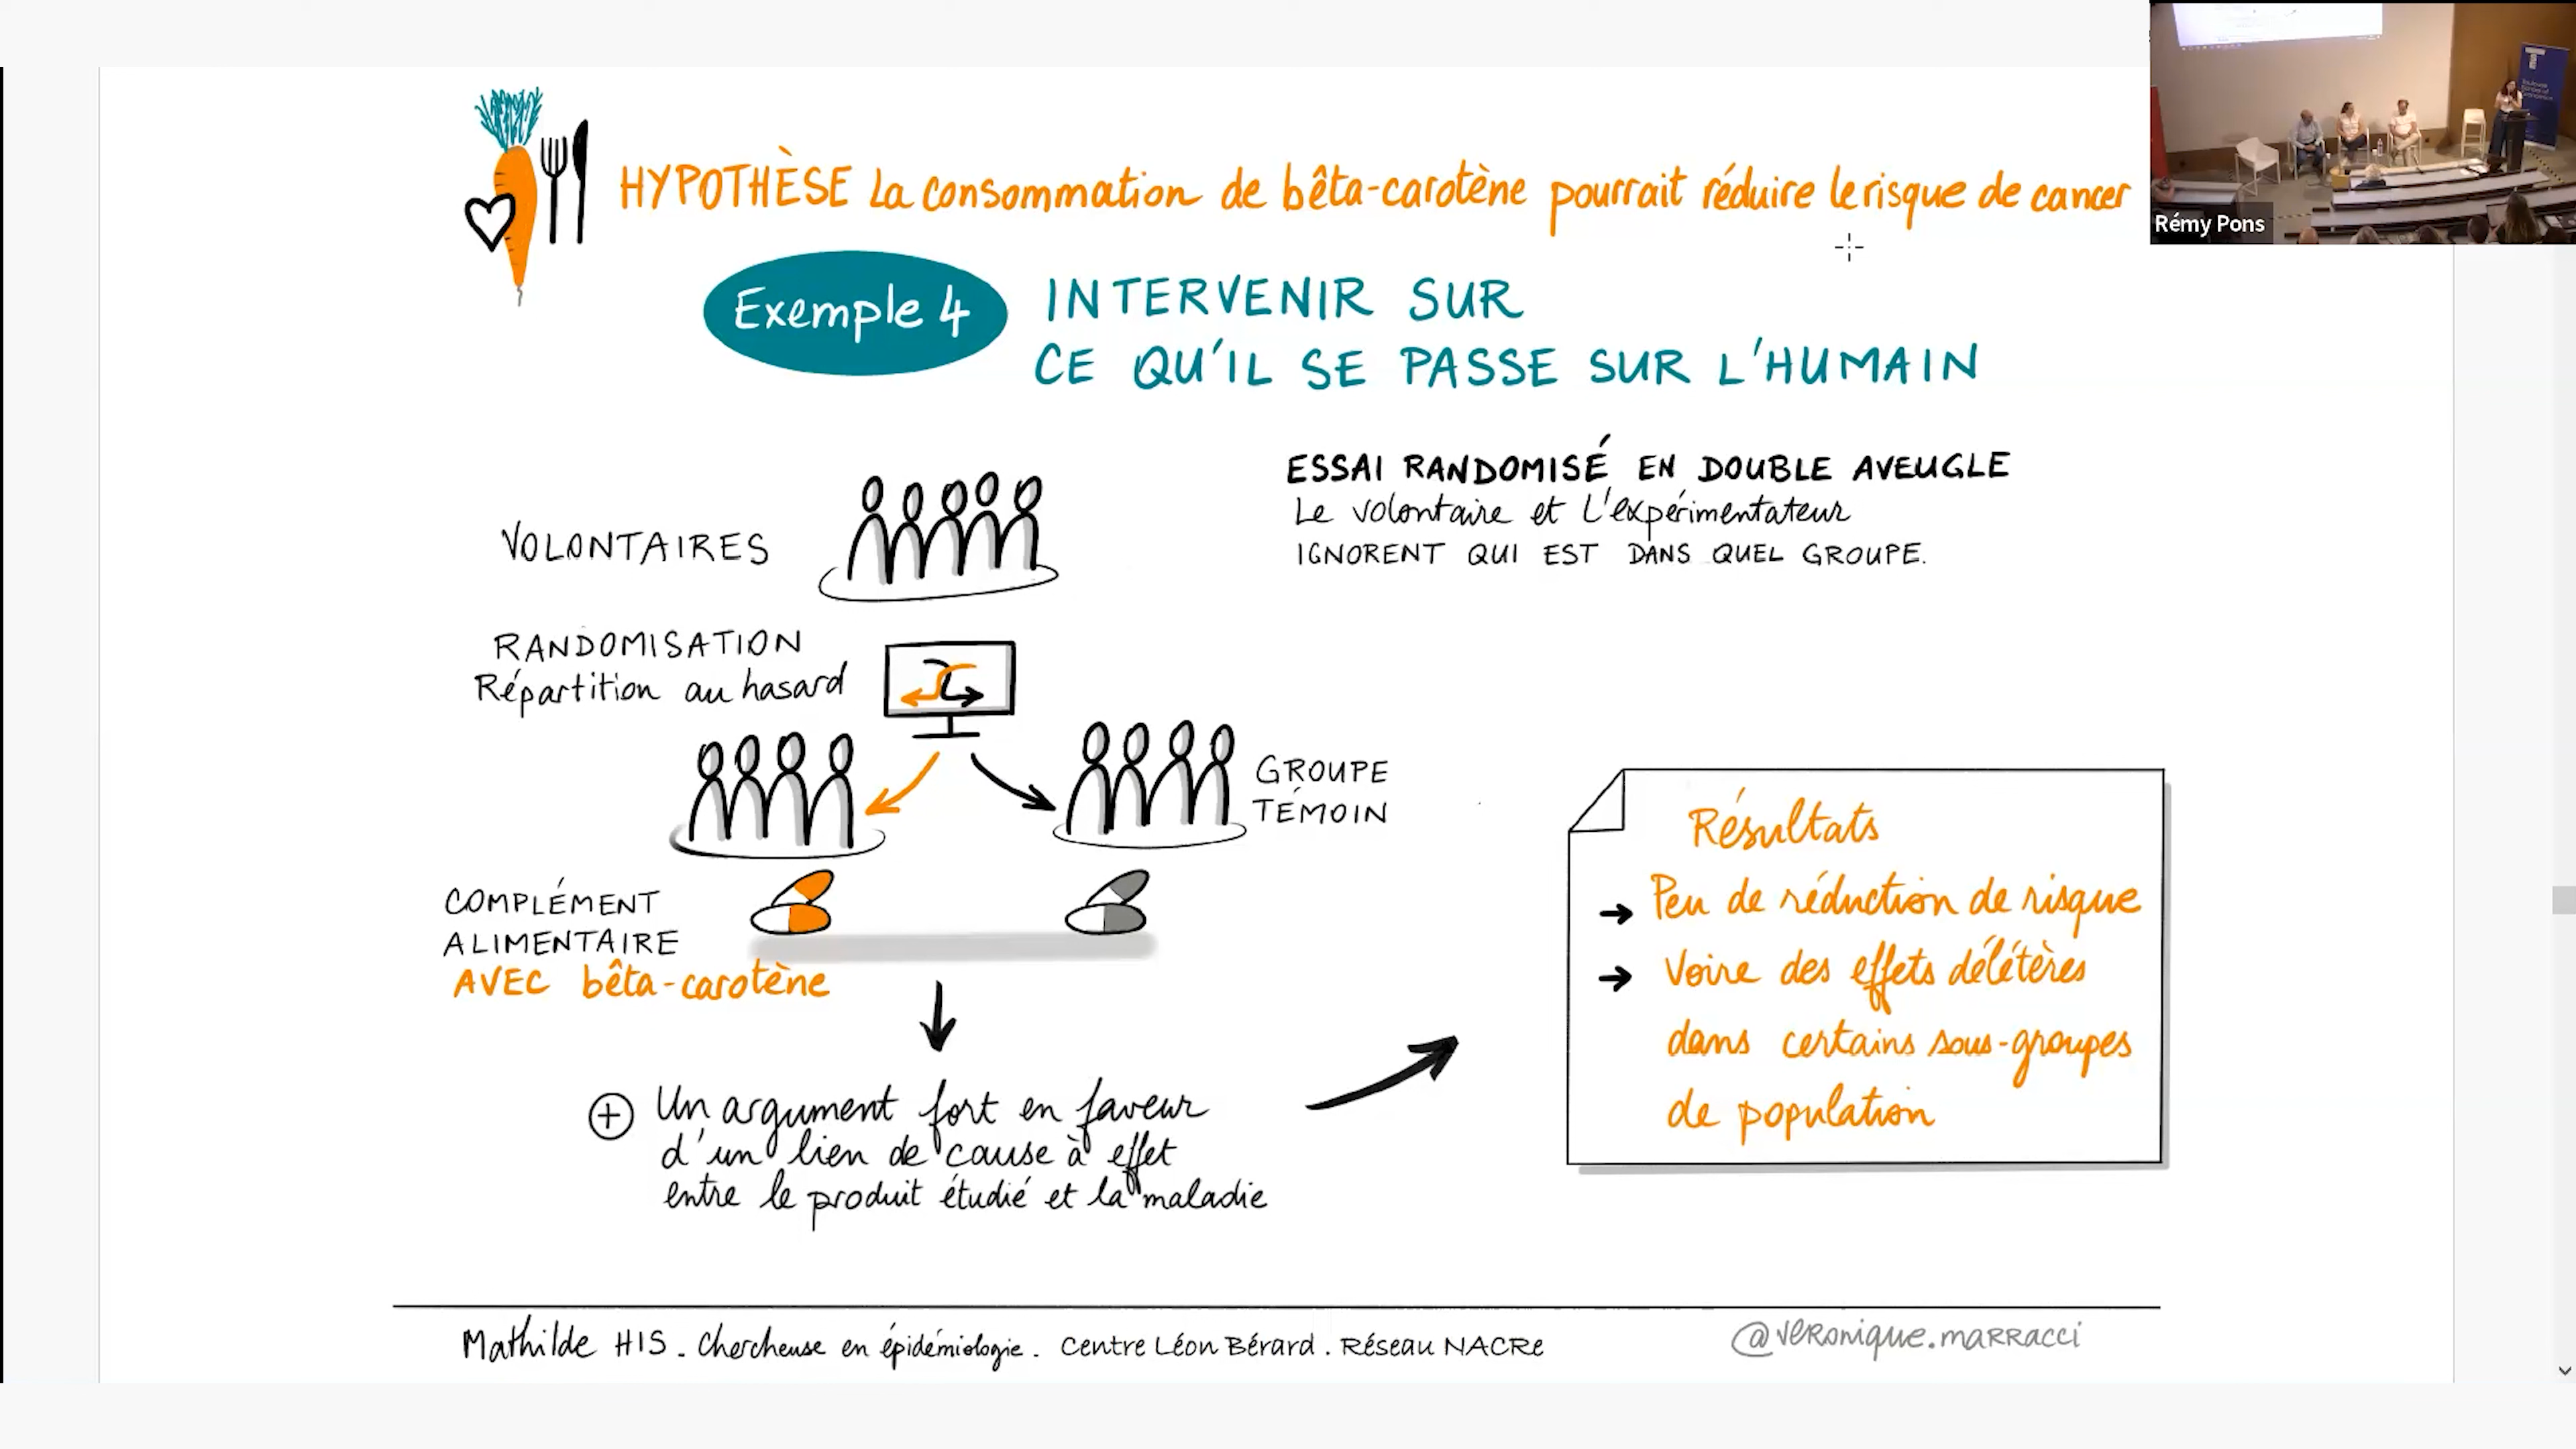 HYPOTHÈSE La consommation de bêta-carotène pourrait réduire le risque de cancer
Rémy Pons
Exemple 4
INTERVENIR SUR
CE QU'IL SE PASSE SUR L'HUMAIN
ESSAI RANDOMISÉ EN DOUBLE AVEUGLE
Le volontaire et l'expérimentateur
IGNORENT QUI EST DANS QUEL GROUPE.
VOLONTAIRES
RANDOMISATION
Répartition au hasard
GROUPE
TÉMOIN
COMPLÉMENT
ALIMENTAIRE
AVEC bêta-carotène
+ Un argument fort en faveur
d'un lien de cause à effet
entre le produit étudié et la maladie
Résultats
→ Peu de réduction de risque
→ Voire des effets délétères
dans certains sous-groupes
de population
Mathilde HIS. Chercheuse en épidémiologie. Centre Léon Bérard. Réseau NACRe
@veronique.marracci